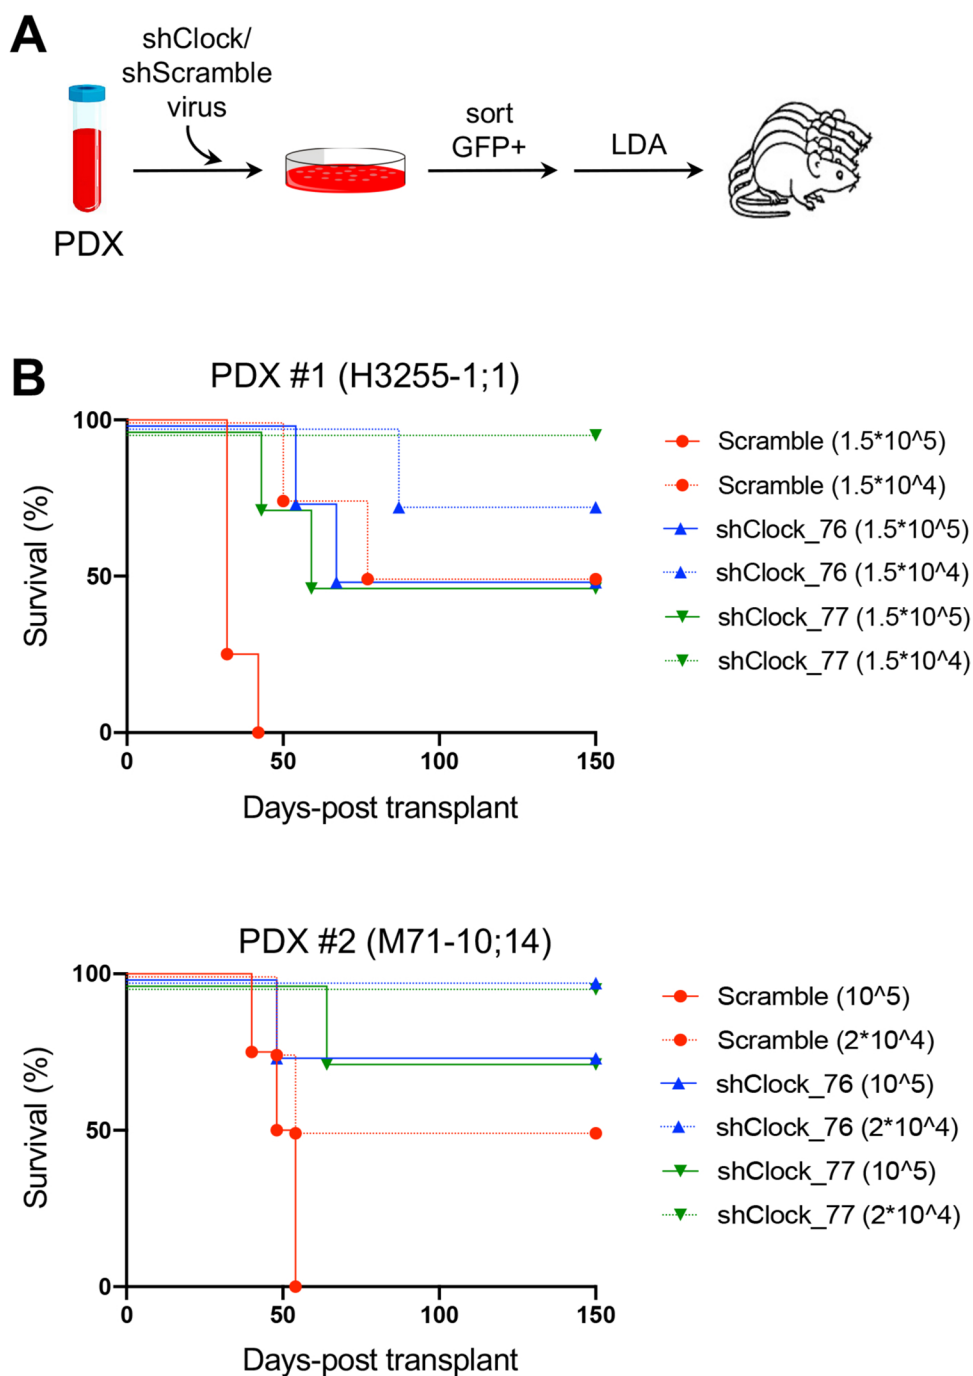 A
shClock/
shScramble
virus
sort
GFP+
LDA
PDX
B
PDX #1 (H3255-1;1)
Survival (%)
100
50
0
0
50
100
150
Days-post transplant
Scramble (1.5*10^5)
Scramble (1.5*10^4)
shClock_76 (1.5*10^5)
shClock_76 (1.5*10^4)
shClock_77 (1.5*10^5)
shClock_77 (1.5*10^4)
PDX #2 (M71-10;14)
Survival (%)
100
50
0
0
50
100
150
Days-post transplant
Scramble (10^5)
Scramble (2*10^4)
shClock_76 (10^5)
shClock_76 (2*10^4)
shClock_77 (10^5)
shClock_77 (2*10^4)